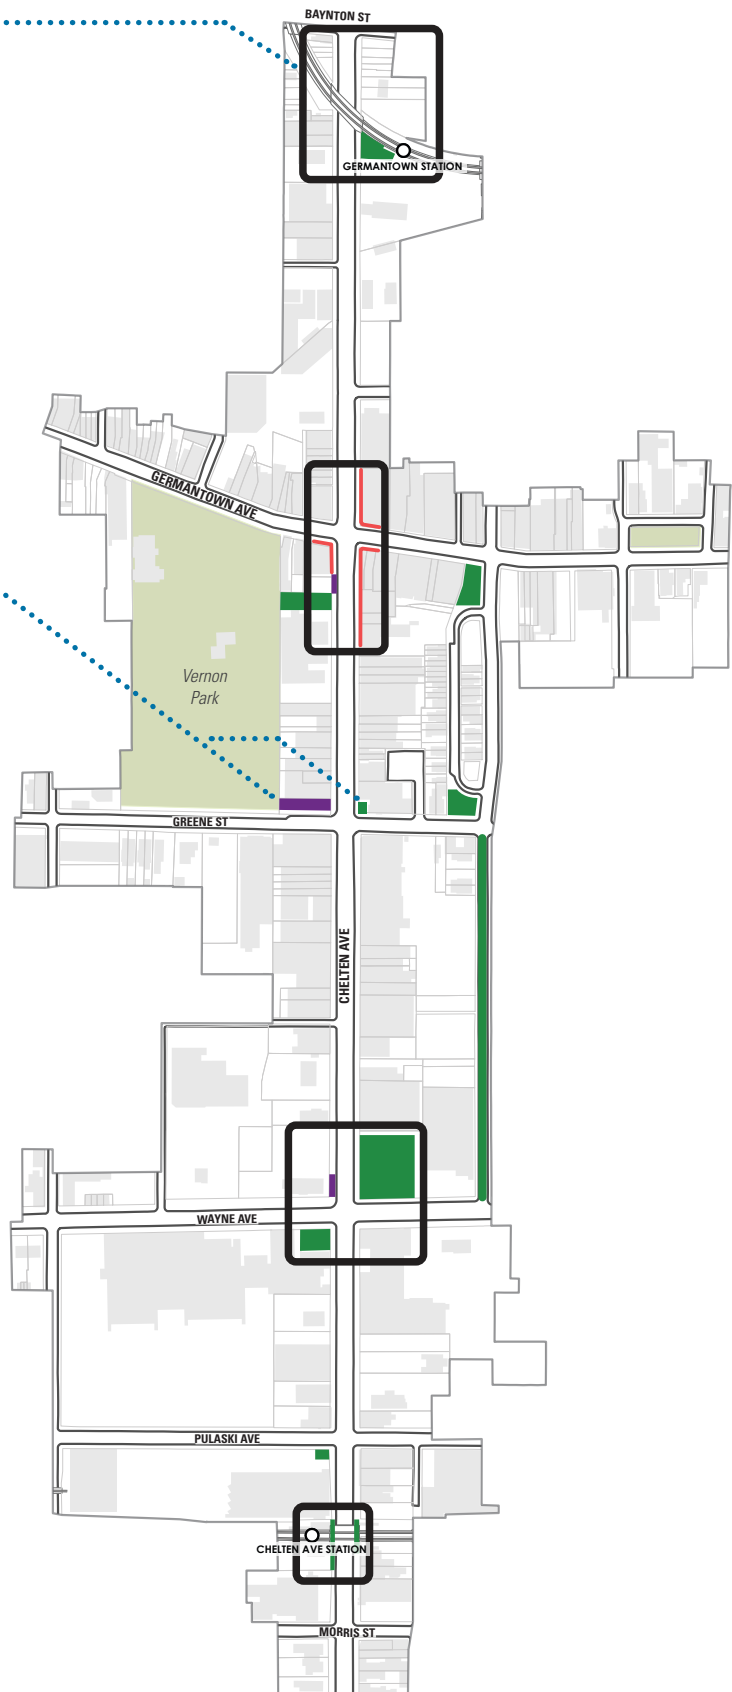 BAYNTON ST
GERMANTOWN STATION
GERMANTOWN AVE
Vernon
Park
GREENE ST
CHELTEN AVE
WAYNE AVE
PULASKI AVE
CHELTEN AVE STATION
MORRIS ST